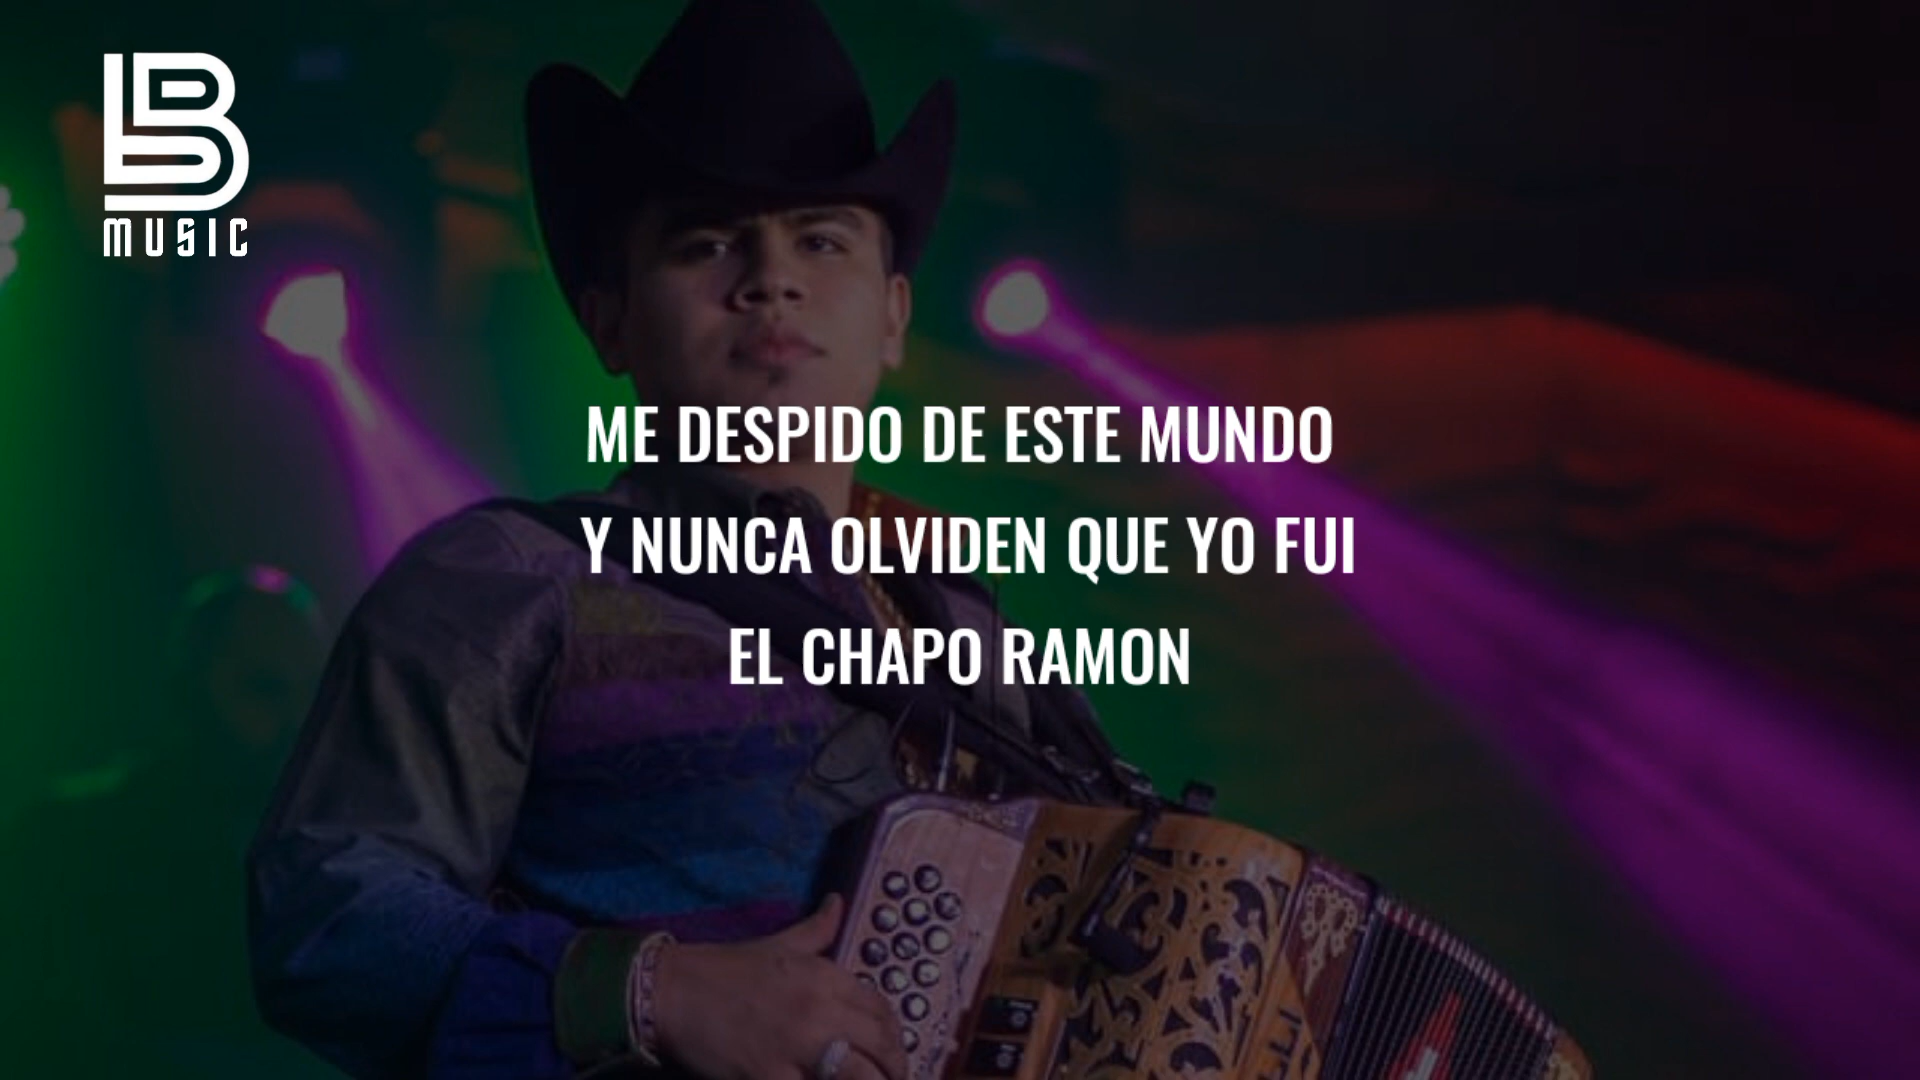 LB
MUSIC
ME DESPIDO DE ESTE MUNDO
Y NUNCA OLVIDEN QUE YO FUI
EL CHAPO RAMON